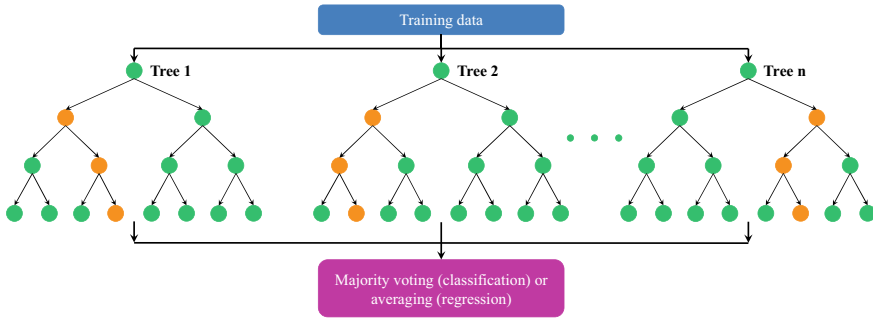 Training data
Tree 1
Tree 2
Tree n
Majority voting (classification) or
averaging (regression)